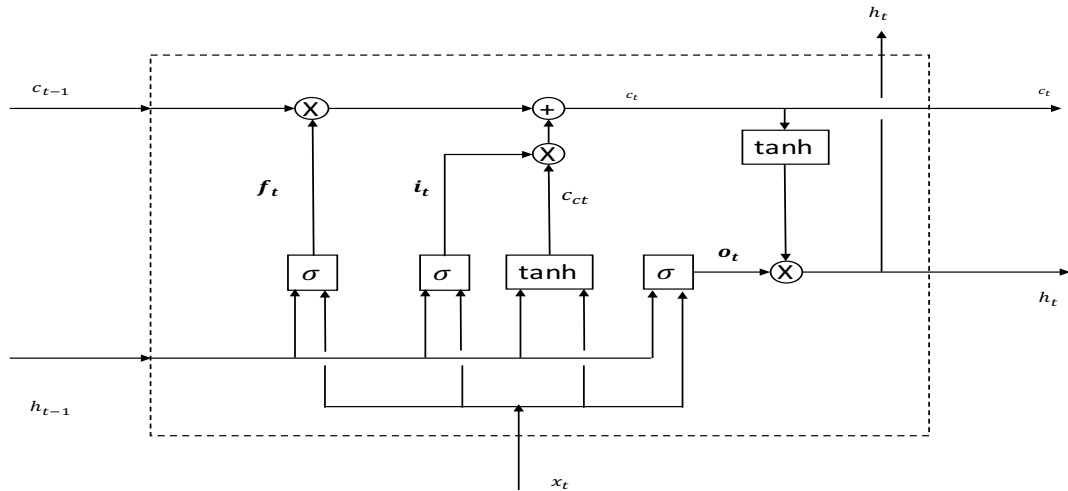 h_t
c_{t−1}
X
+
c_t
c_t
tanh
X
f_t
i_t
c_{ct}
σ
σ
tanh
σ
o_t
X
h_t
h_{t−1}
x_t